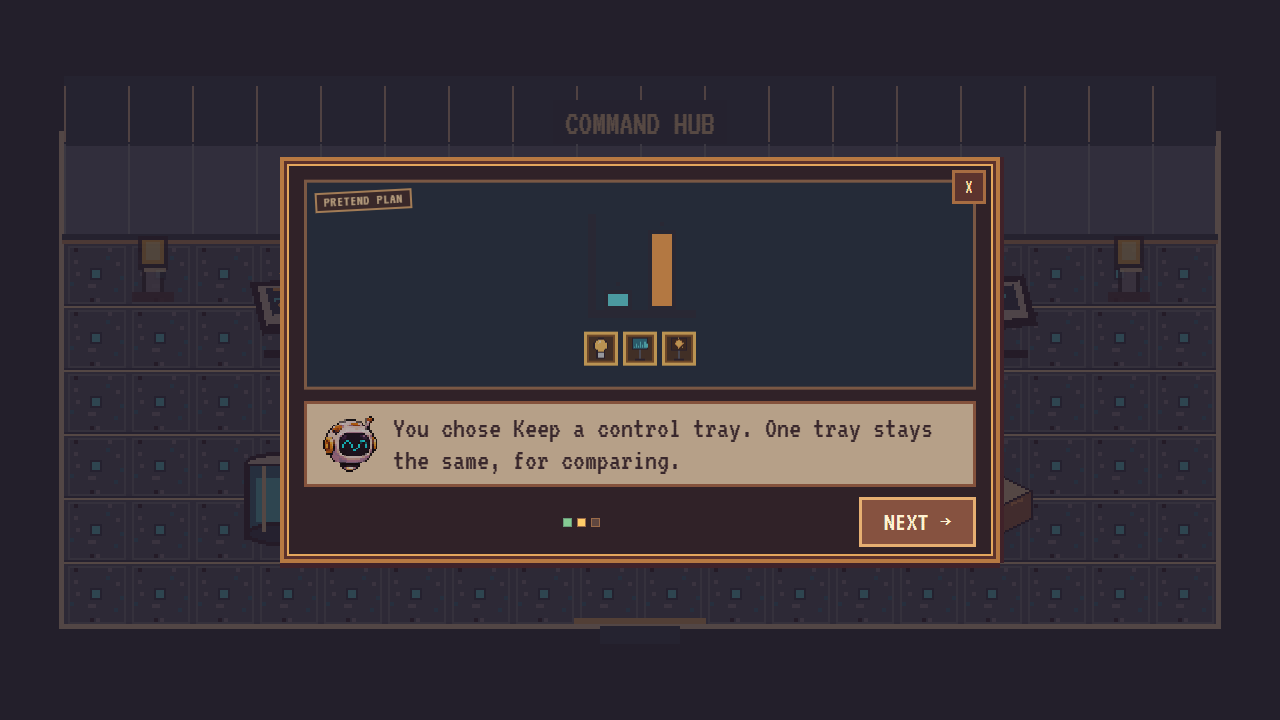 COMMAND HUB
PRETEND PLAN
X
You chose Keep a control tray. One tray stays
the same, for comparing.
NEXT →